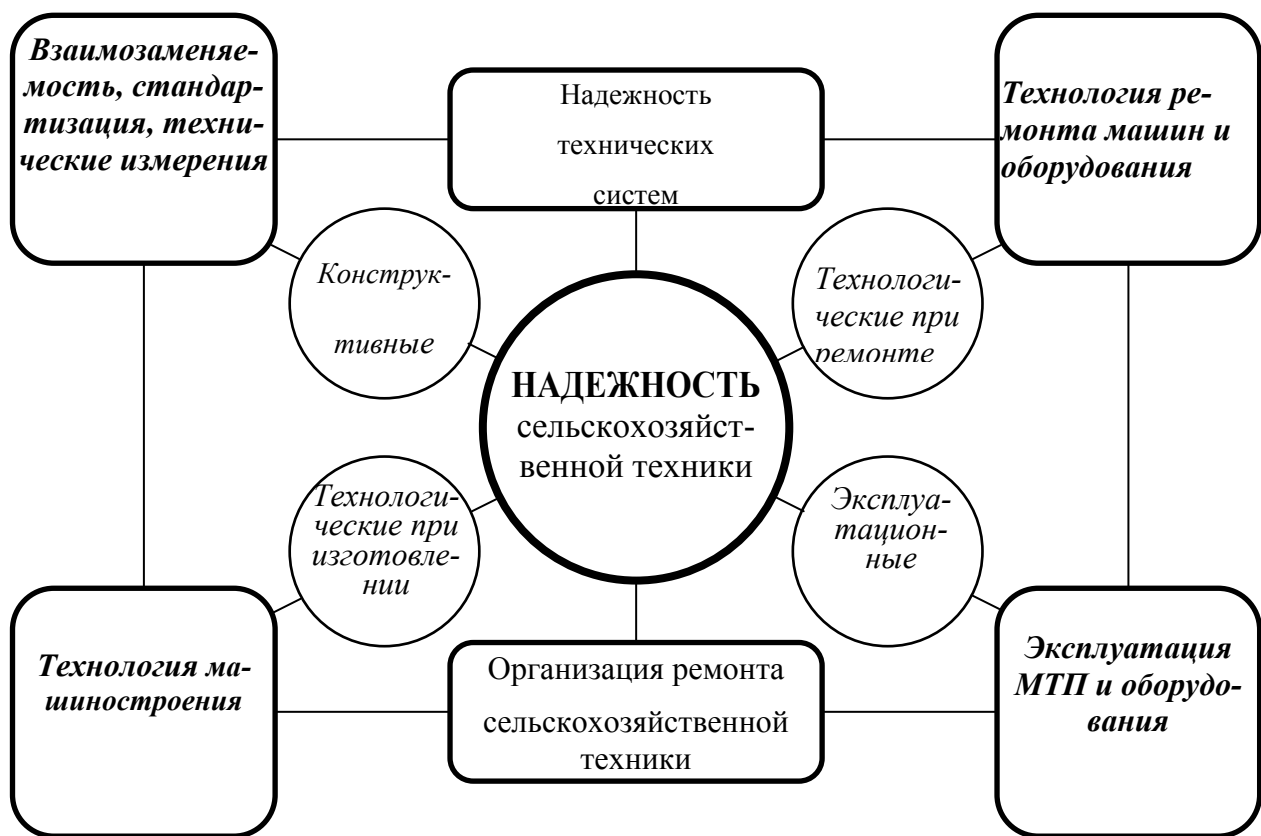 Взаимозаменяе-
мость, стандар-
тизация, техни-
ческие измерения
Надежность
технических
систем
Технология ре-
монта машин и
оборудования
Конструк-
тивные
Технологи-
ческие при
ремонте
НАДЕЖНОСТЬ
сельскохозяйст-
венной техники
Технологи-
ческие при
изготовле-
нии
Эксплуа-
тацион-
ные
Технология ма-
шиностроения
Организация ремонта
сельскохозяйственной
техники
Эксплуатация
МТП и оборудо-
вания